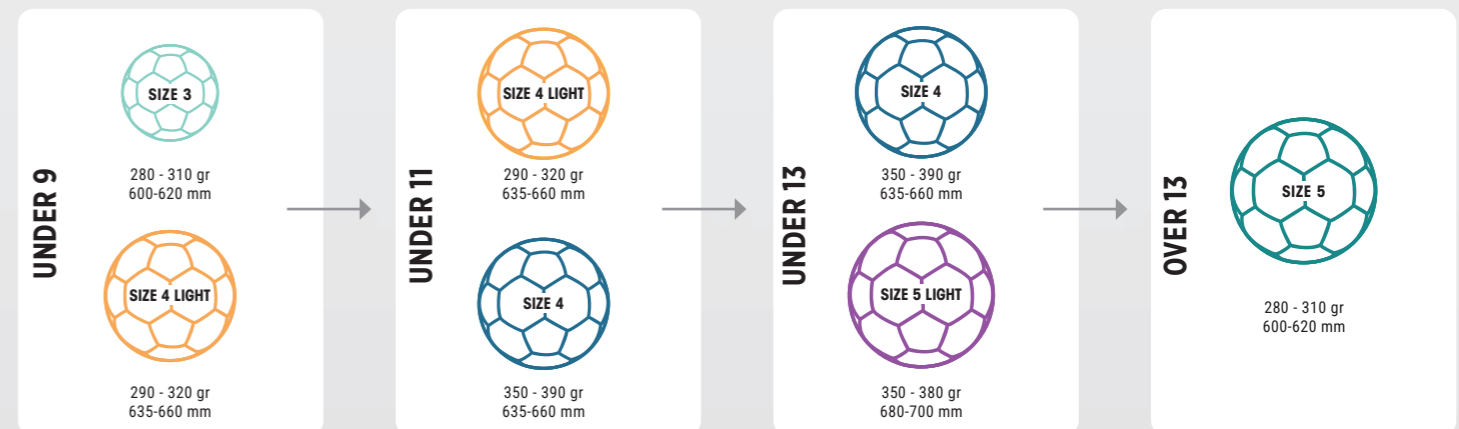 UNDER 9
SIZE 3
280 - 310 gr
600-620 mm
SIZE 4 LIGHT
290 - 320 gr
635-660 mm
UNDER 11
SIZE 4 LIGHT
290 - 320 gr
635-660 mm
SIZE 4
350 - 390 gr
635-660 mm
UNDER 13
SIZE 4
350 - 390 gr
635-660 mm
SIZE 5 LIGHT
350 - 380 gr
680-700 mm
OVER 13
SIZE 5
280 - 310 gr
600-620 mm